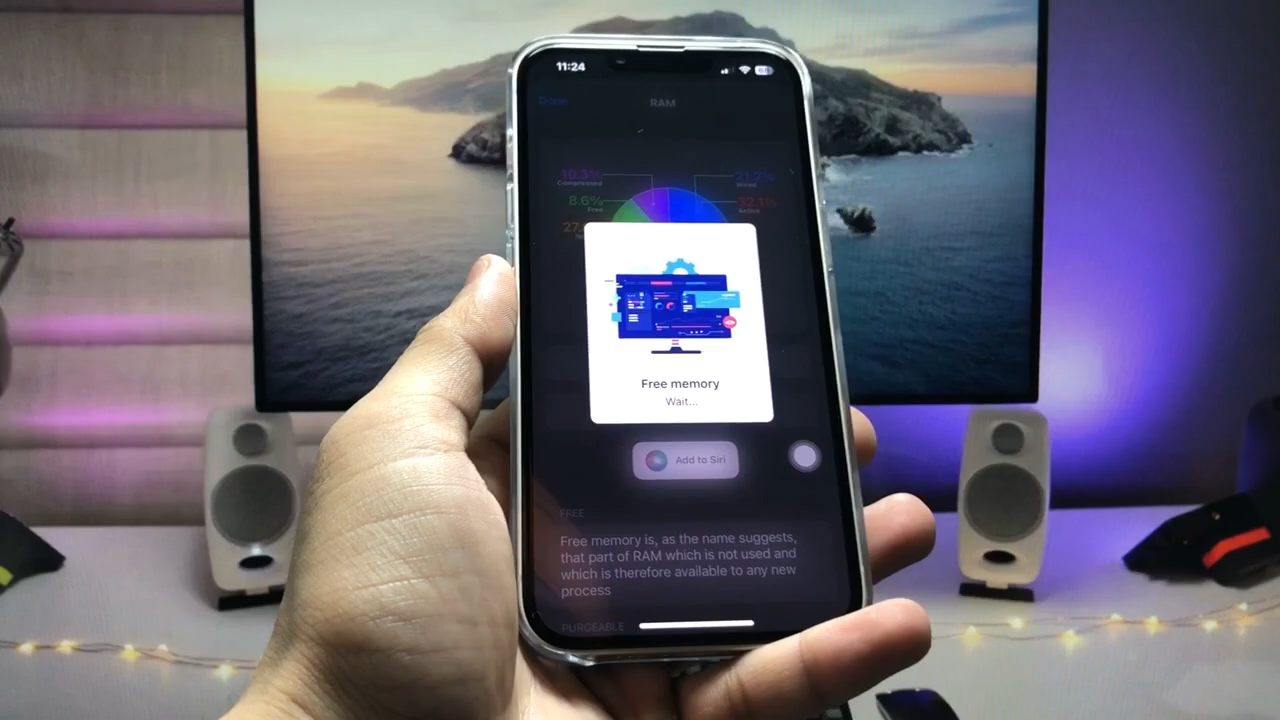 11:24
Done
RAM
10.3%
Compressed
21.2%
Wired
8.6%
Free
32.1%
Active
27.
Free memory
Wait...
Add to Siri
FREE
Free memory is, as the name suggests,
that part of RAM which is not used and
which is therefore available to any new
process
PURGEABLE